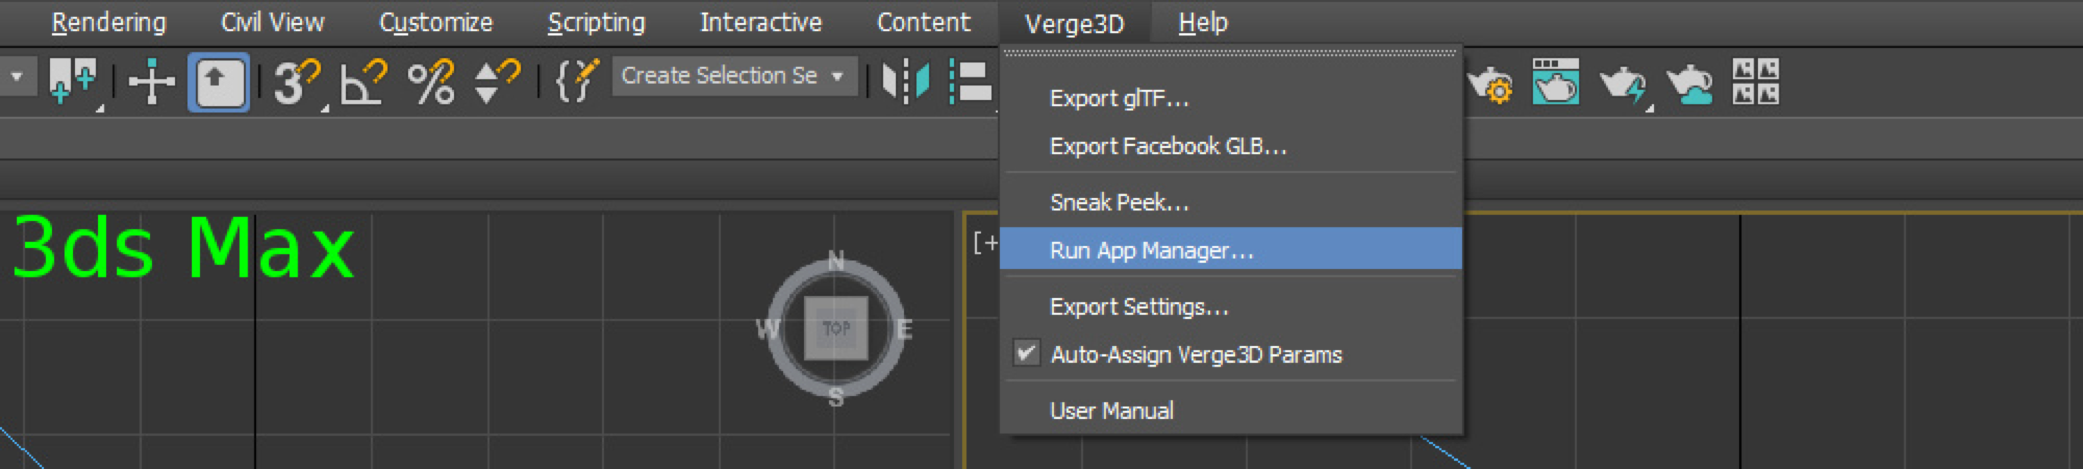 Rendering Civil View Customize Scripting Interactive Content Verge3D Help
3 % {} Create Selection Se
Export glTF...
Export Facebook GLB...
Sneak Peek...
[+
Run App Manager...
Export Settings...
Auto-Assign Verge3D Params
User Manual
3ds Max
N
W TOP E
S